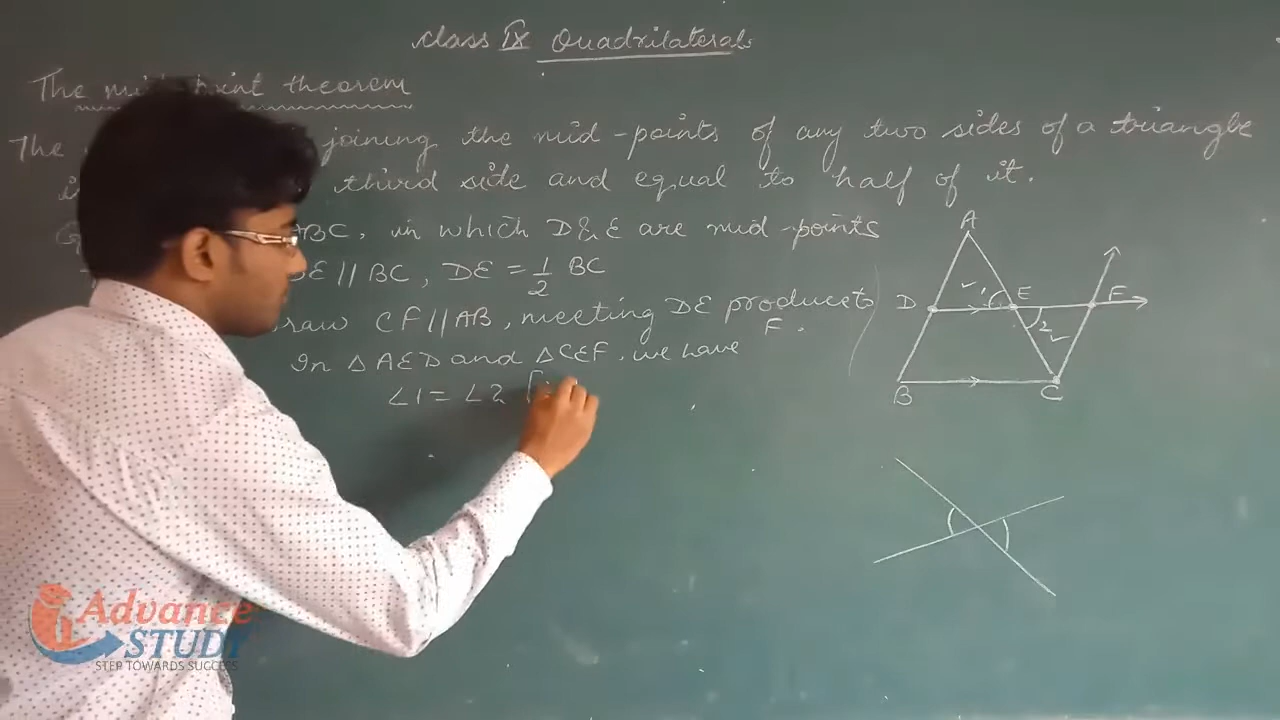 Class IX Quadrilaterals
The mid point theorem
The joining the mid-points of any two sides of a triangle
third side and equal to half of it.
ABC, in which D & E are mid-points
DE // BC, DE = 1/2 BC
raw CF // AB, meeting DE produced to
F.
In △AED and △CEF, we have
∠1 = ∠2 [
A
D
1
E
F
2
B
C
Advance
STUDY
STEP TOWARDS SUCCESS